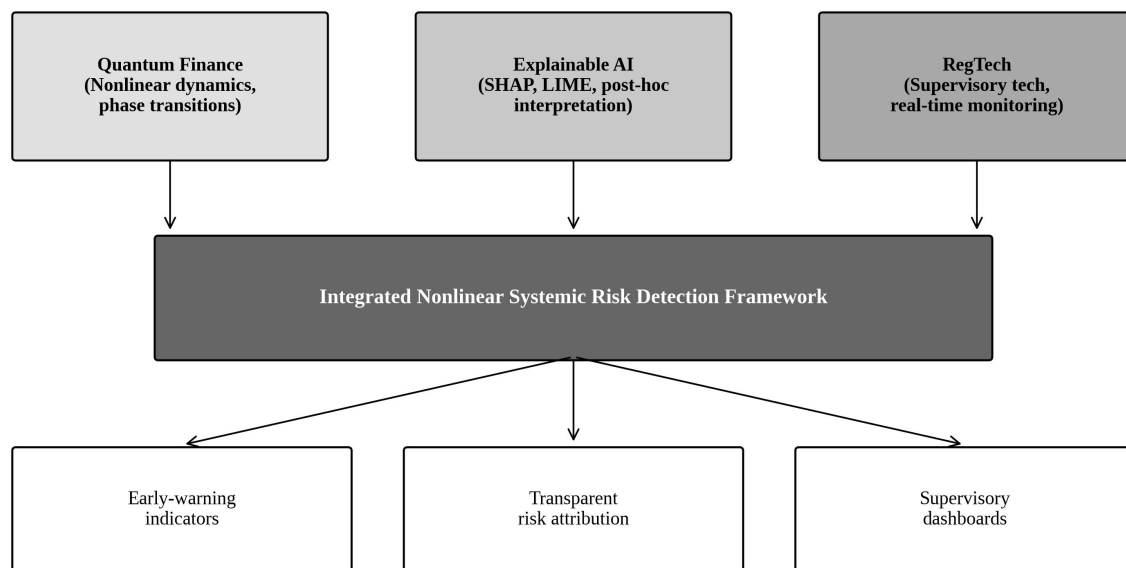 Quantum Finance
(Nonlinear dynamics,
phase transitions)
Explainable AI
(SHAP, LIME, post-hoc
interpretation)
RegTech
(Supervisory tech,
real-time monitoring)
Integrated Nonlinear Systemic Risk Detection Framework
Early-warning
indicators
Transparent
risk attribution
Supervisory
dashboards